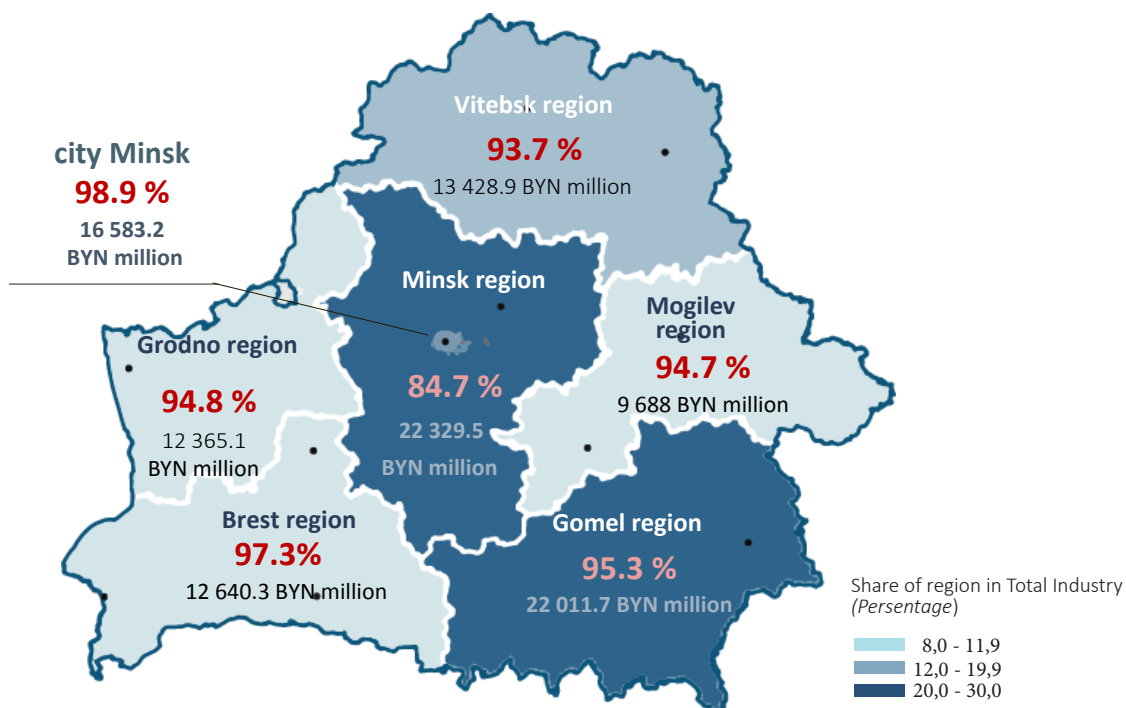 Vitebsk region
93.7 %
13 428.9 BYN million
city Minsk
98.9 %
16 583.2
BYN million
Minsk region
84.7 %
22 329.5
BYN million
Mogilev
region
94.7 %
9 688 BYN million
Grodno region
94.8 %
12 365.1
BYN million
Brest region
97.3%
12 640.3 BYN million
Gomel region
95.3 %
22 011.7 BYN million
Share of region in Total Industry
(Persentage)
8,0 - 11,9
12,0 - 19,9
20,0 - 30,0